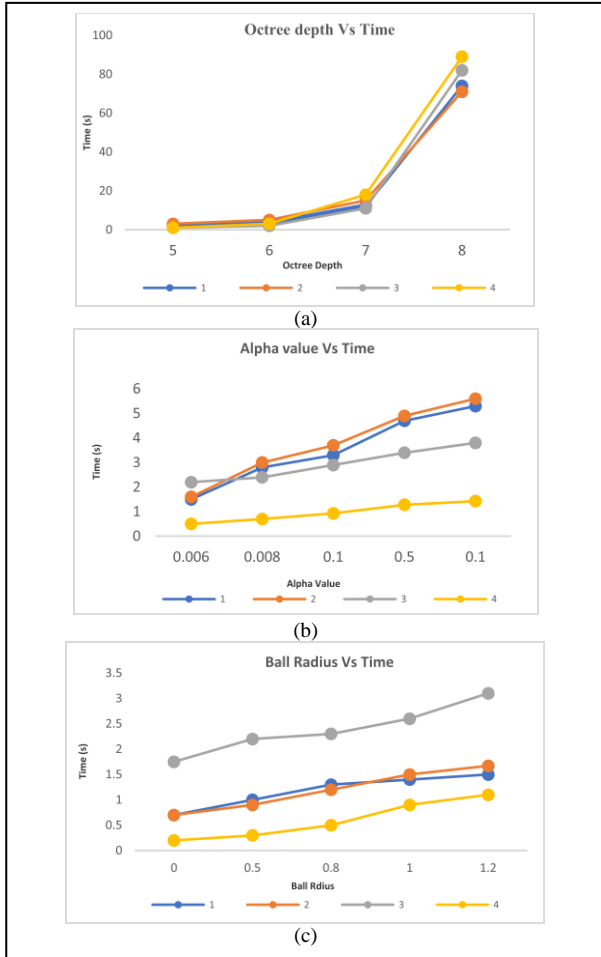 Octree depth Vs Time
100
80
60
40
20
0
Time (s)
5 6 7 8
Octree Depth
1 2 3 4
(a)
Alpha value Vs Time
6
5
4
3
2
1
0
Time (s)
0.006 0.008 0.1 0.5 0.1
Alpha Value
1 2 3 4
(b)
Ball Radius Vs Time
3.5
3
2.5
2
1.5
1
0.5
0
Time (s)
0 0.5 0.8 1 1.2
Ball Rdius
1 2 3 4
(c)